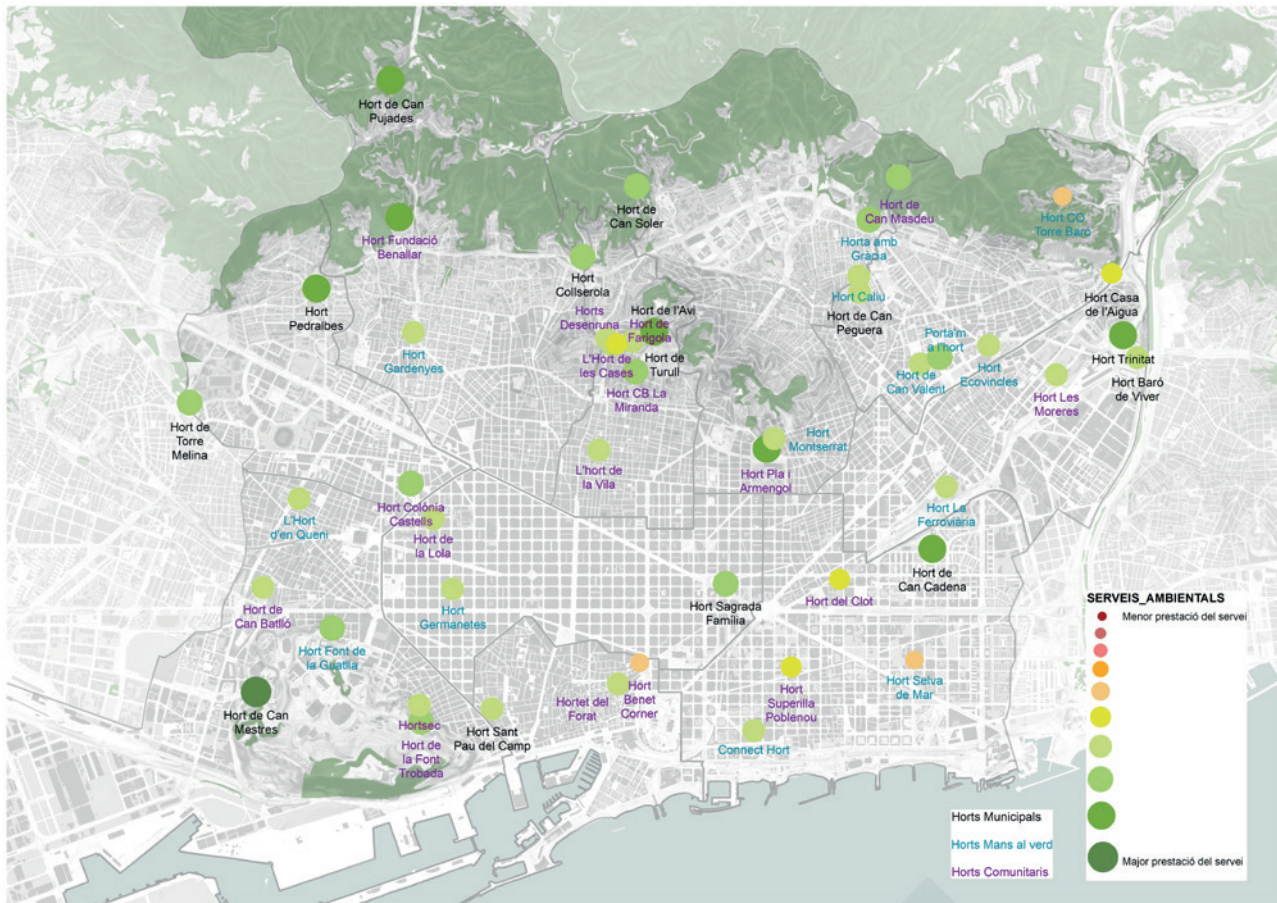 Hort de Can
Pujades
Hort de
Can Soler
Hort de
Can Masdeu
Hort CO
Torre Baró
Hort Fundació
Benallar
Horta amb
Gràcia
Hort
Collserola
Hort
Pedralbes
Hort Caliu
Hort de Can
Peguera
Hort Casa
de l'Aigua
Horts
Desenruna
Hort de l'Avi
Hort de
Farigola
L'Hort de
les Cases
Hort de
Turull
Hort CB La
Miranda
Hort
Gardenyes
Porta'm
a l'hort
Hort de
Can Valent
Hort
Ecovincles
Hort Trinitat
Hort Baró
de Viver
Hort Les
Moreres
Hort de
Torre
Melina
Hort
Montserrat
Hort Pla i
Armengol
L'hort de
la Vila
Hort Colònia
Castells
Hort de
la Lola
L'Hort
d'en Queni
Hort La
Ferroviària
Hort de
Can Cadena
Hort Sagrada
Família
Hort del Clot
Hort de
Can Batlló
Hort
Germanetes
Hort Font de
la Guatlla
Hort de Can
Mestres
Hortsec
Hort de
la Font
Trobada
Hort Sant
Pau del Camp
Hortet del
Forat
Hort
Benet
Corner
Hort
Superilla
Poblenou
Hort Selva
de Mar
Connect Hort
SERVEIS_AMBIENTALS
Menor prestació del servei
Major prestació del servei
Horts Municipals
Horts Mans al verd
Horts Comunitaris